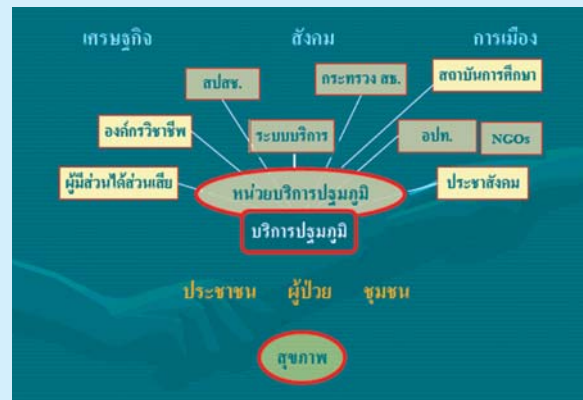 เศรษฐกิจ สังคม การเมือง
สปสช. กระทรวง สธ. สถาบันการศึกษา
องค์กรวิชาชีพ ระบบบริการ อปท. NGOs
ผู้มีส่วนได้ส่วนเสีย หน่วยบริการปฐมภูมิ ประชาสังคม
บริการปฐมภูมิ
ประชาชน ผู้ป่วย ชุมชน
สุขภาพ